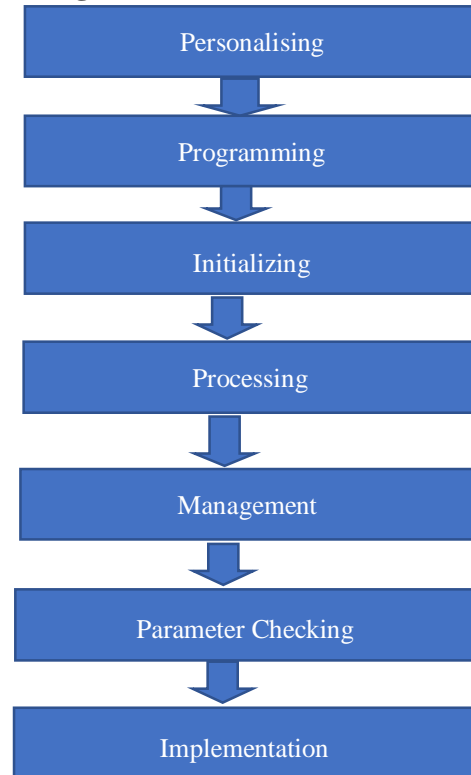 Personalising
Programming
Initializing
Processing
Management
Parameter Checking
Implementation